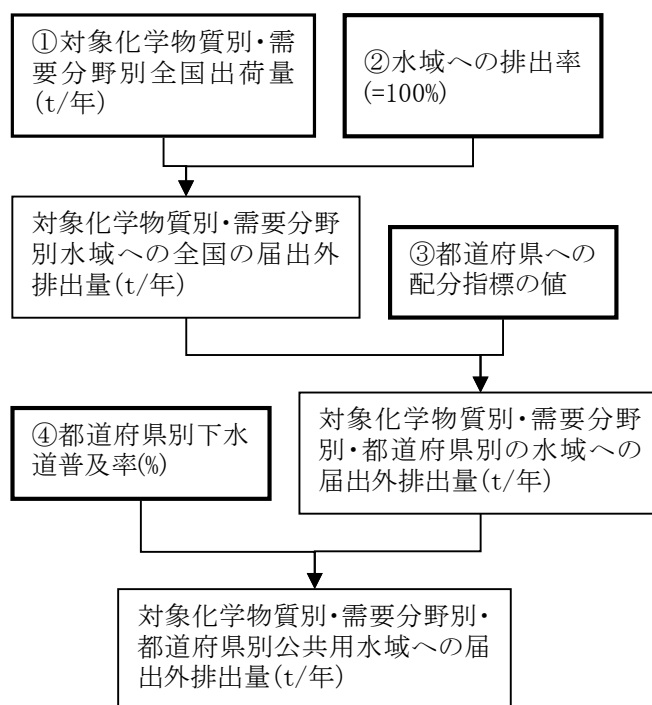 ①対象化学物質別・需
要分野別全国出荷量
(t/年)
②水域への排出率
(=100%)
対象化学物質別・需要分野
別水域への全国の届出外
排出量(t/年)
③都道府県への
配分指標の値
④都道府県別下水
道普及率(%)
対象化学物質別・需要分野
別・都道府県別の水域への
届出外排出量(t/年)
対象化学物質別・需要分野別・
都道府県別公共用水域への届
出外排出量(t/年)